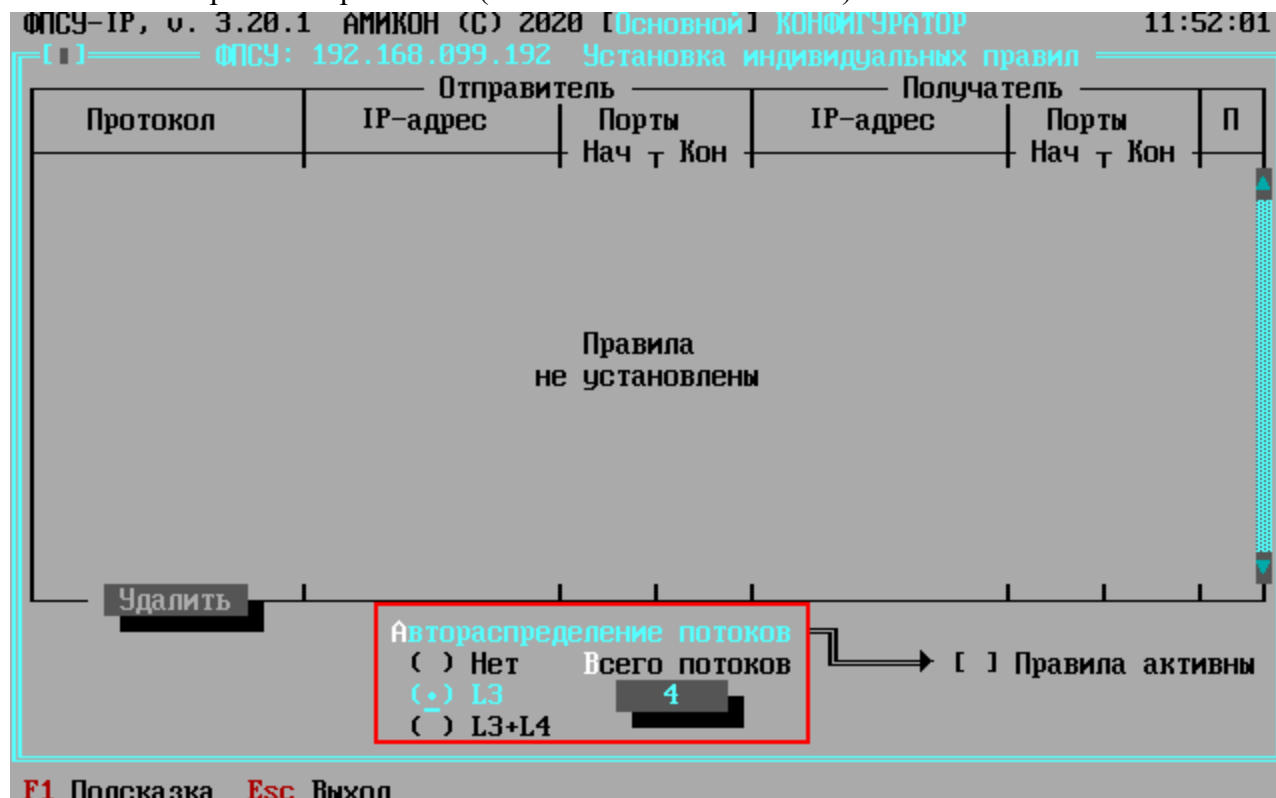 ФПСУ-IP, v. 3.20.1 АМИКОН (C) 2020 [Основной] КОНФИГУРАТОР 11:52:01
[ ] ФПСУ: 192.168.099.192 Установка индивидуальных правил
Отправитель Получатель
Протокол IP-адрес Порты IP-адрес Порты П
Нач Кон Нач Кон
Правила
не установлены
Удалить
Автораспределение потоков
( ) Нет Всего потоков [ ] Правила активны
(•) L3 4
( ) L3+L4
F1 Подсказка Esc Выход